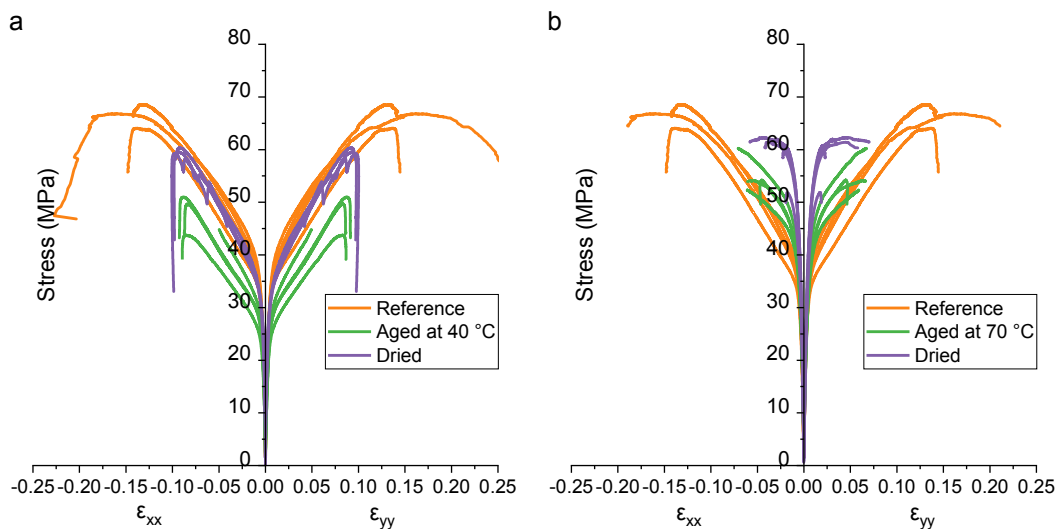 a
80
70
60
50
40
30
20
10
0
Stress (MPa)
Reference
Aged at 40 °C
Dried
-0.25 -0.20 -0.15 -0.10 -0.05 0.00 0.05 0.10 0.15 0.20 0.25
εxx εyy
b
80
70
60
50
40
30
20
10
0
Stress (MPa)
Reference
Aged at 70 °C
Dried
-0.25 -0.20 -0.15 -0.10 -0.05 0.00 0.05 0.10 0.15 0.20 0.25
εxx εyy